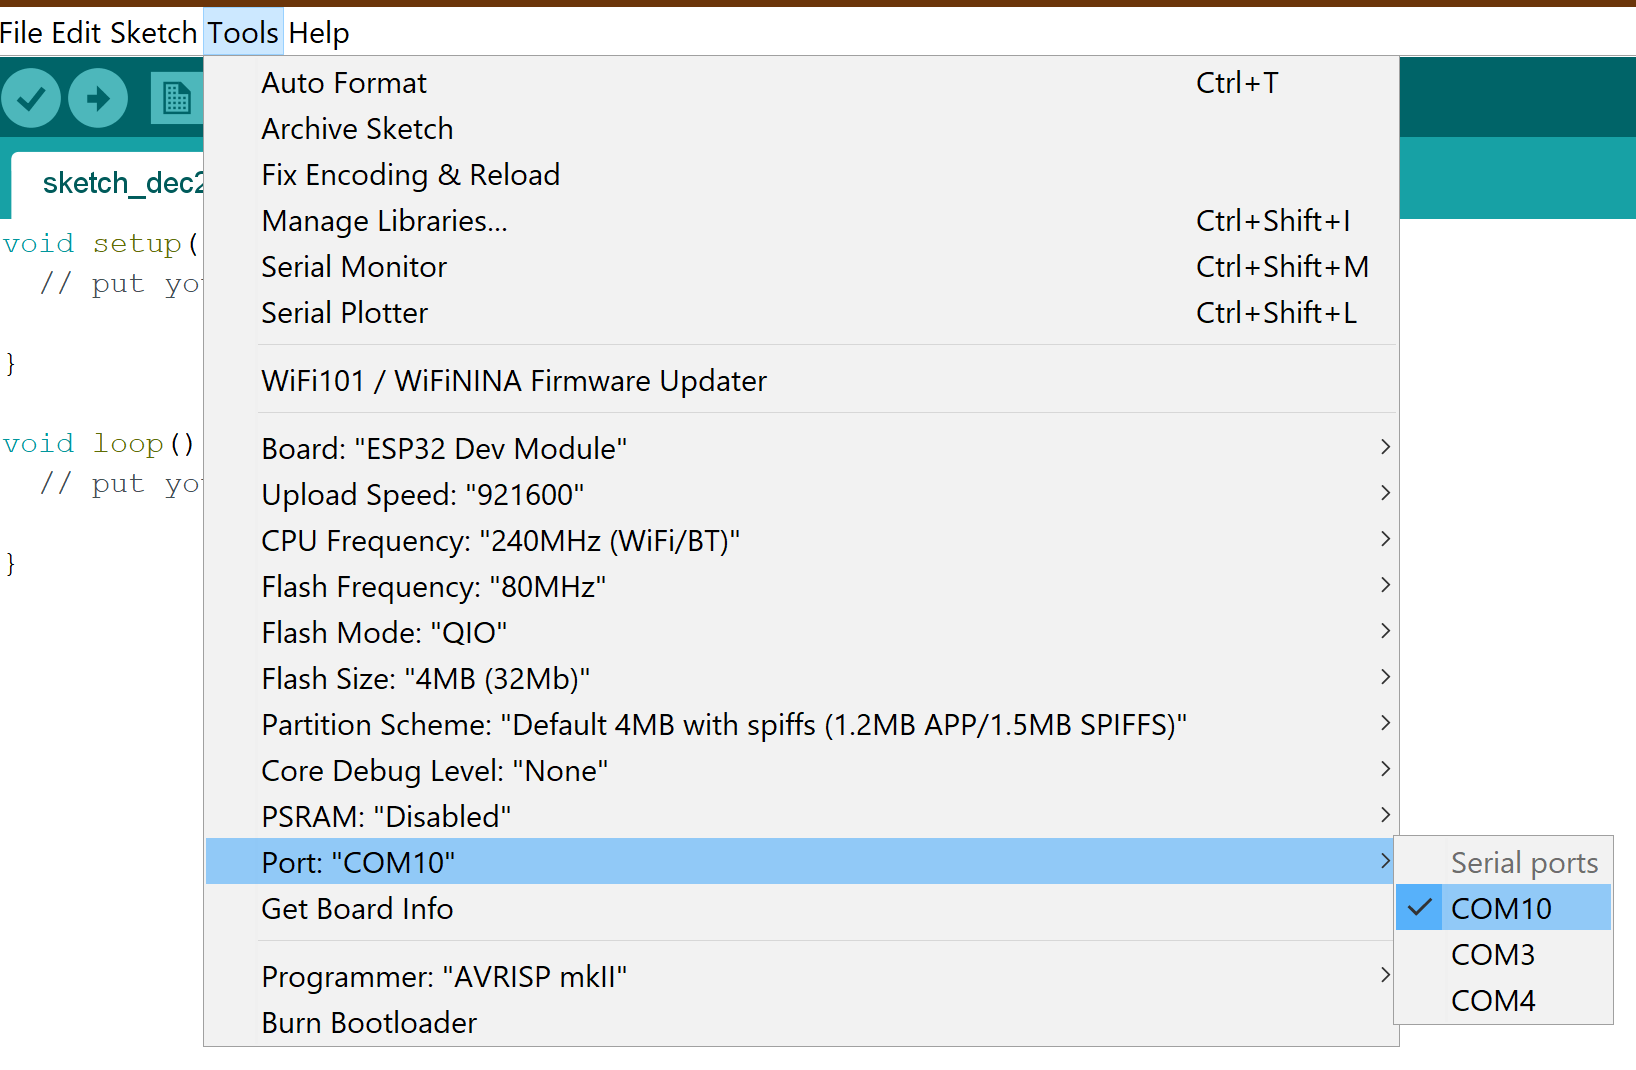 File Edit Sketch Tools Help
Auto Format Ctrl+T
Archive Sketch
Fix Encoding & Reload
Manage Libraries... Ctrl+Shift+I
Serial Monitor Ctrl+Shift+M
Serial Plotter Ctrl+Shift+L
WiFi101 / WiFiNINA Firmware Updater
Board: "ESP32 Dev Module"
Upload Speed: "921600"
CPU Frequency: "240MHz (WiFi/BT)"
Flash Frequency: "80MHz"
Flash Mode: "QIO"
Flash Size: "4MB (32Mb)"
Partition Scheme: "Default 4MB with spiffs (1.2MB APP/1.5MB SPIFFS)"
Core Debug Level: "None"
PSRAM: "Disabled"
Port: "COM10"
Get Board Info
Programmer: "AVRISP mkII"
Burn Bootloader
Serial ports
COM10
COM3
COM4
sketch_dec2
void setup(
// put you
}
void loop()
// put you
}